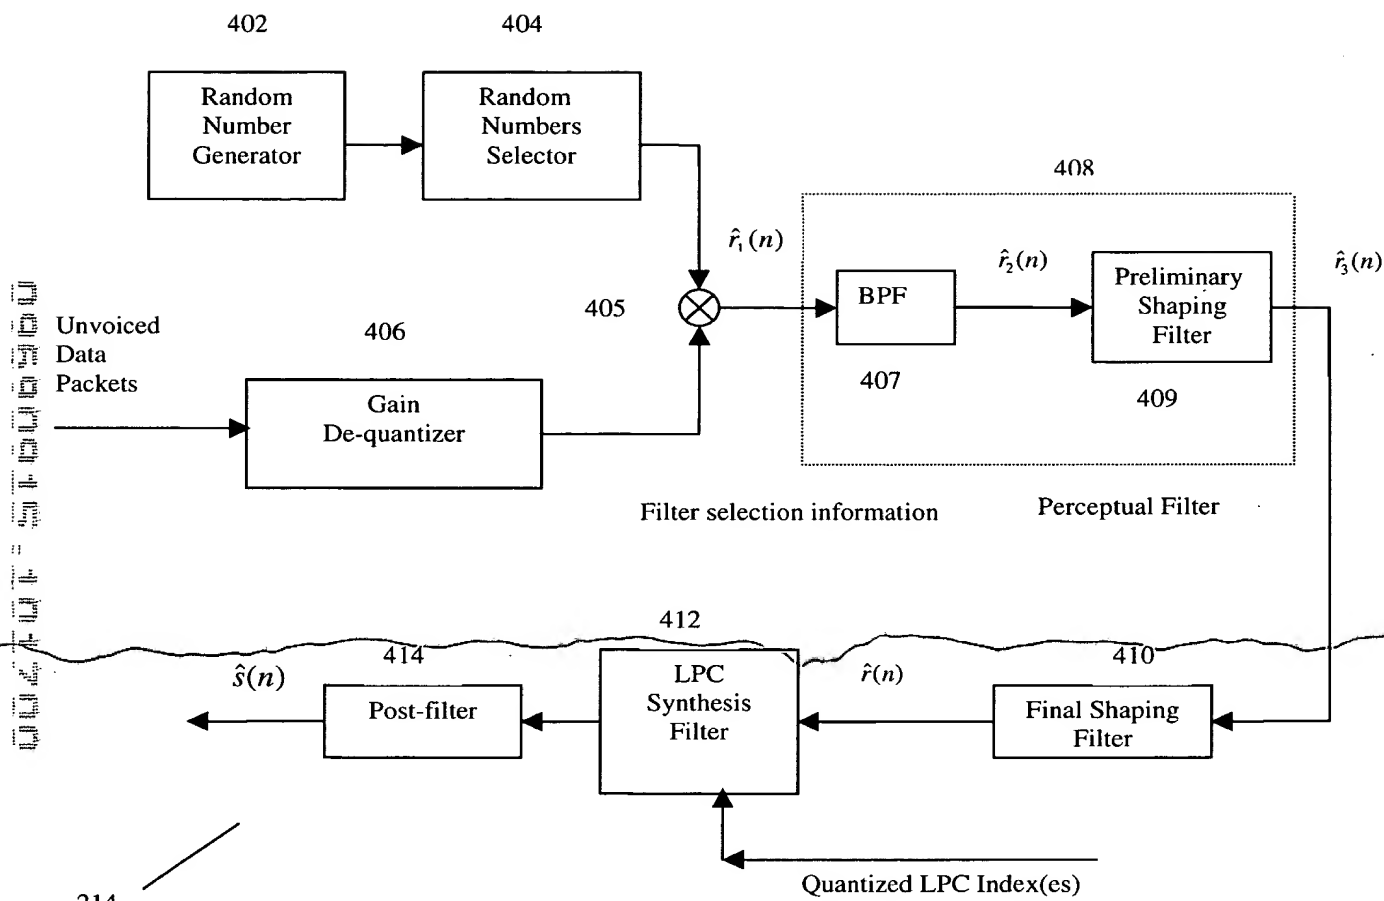 402
404
Random
Number
Generator
Random
Numbers
Selector
408
r̂₁(n)
r̂₂(n)
r̂₃(n)
BPF
Preliminary
Shaping
Filter
405
407
409
Unvoiced
Data
Packets
406
Gain
De-quantizer
Filter selection information
Perceptual Filter
412
414
410
ŝ(n)
LPC
Synthesis
Filter
r̂(n)
Post-filter
Final Shaping
Filter
Quantized LPC Index(es)